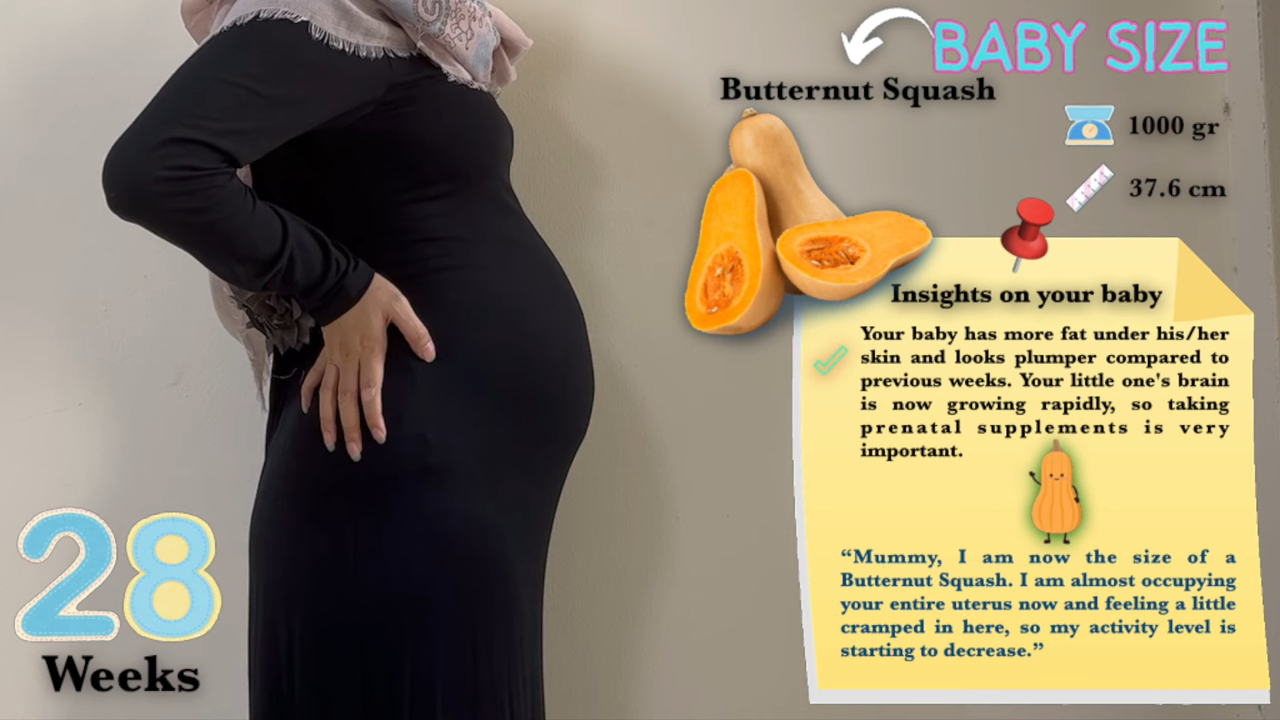 BABY SIZE
Butternut Squash
1000 gr
37.6 cm
Insights on your baby
Your baby has more fat under his/her
skin and looks plumper compared to
previous weeks. Your little one's brain
is now growing rapidly, so taking
prenatal supplements is very
important.
“Mummy, I am now the size of a
Butternut Squash. I am almost occupying
your entire uterus now and feeling a little
cramped in here, so my activity level is
starting to decrease.”
28
Weeks